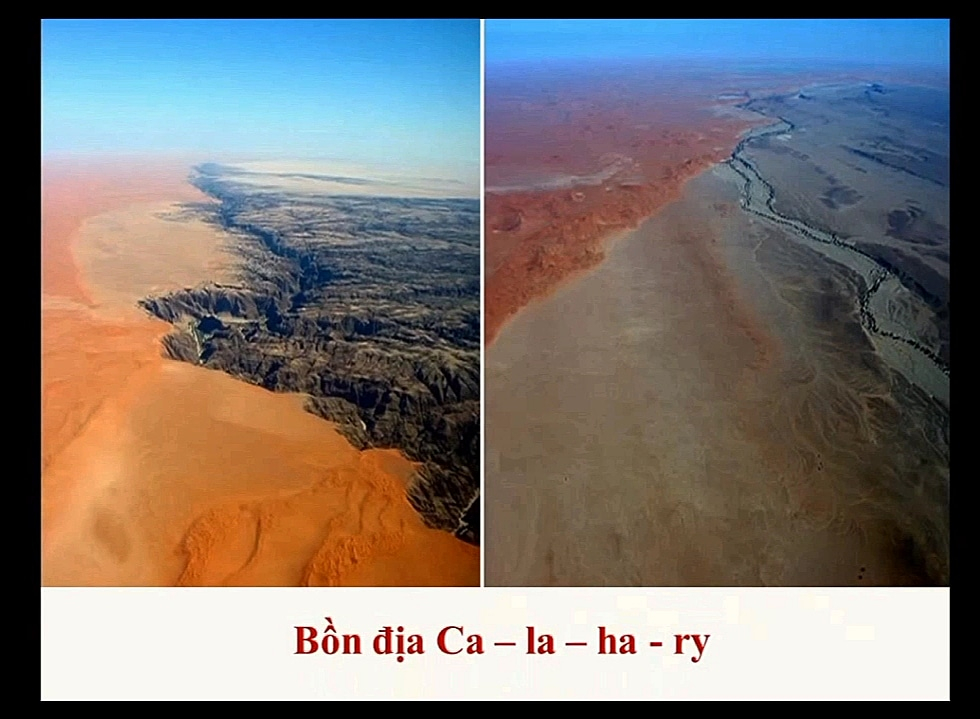 Bồn địa Ca – la – ha - ry